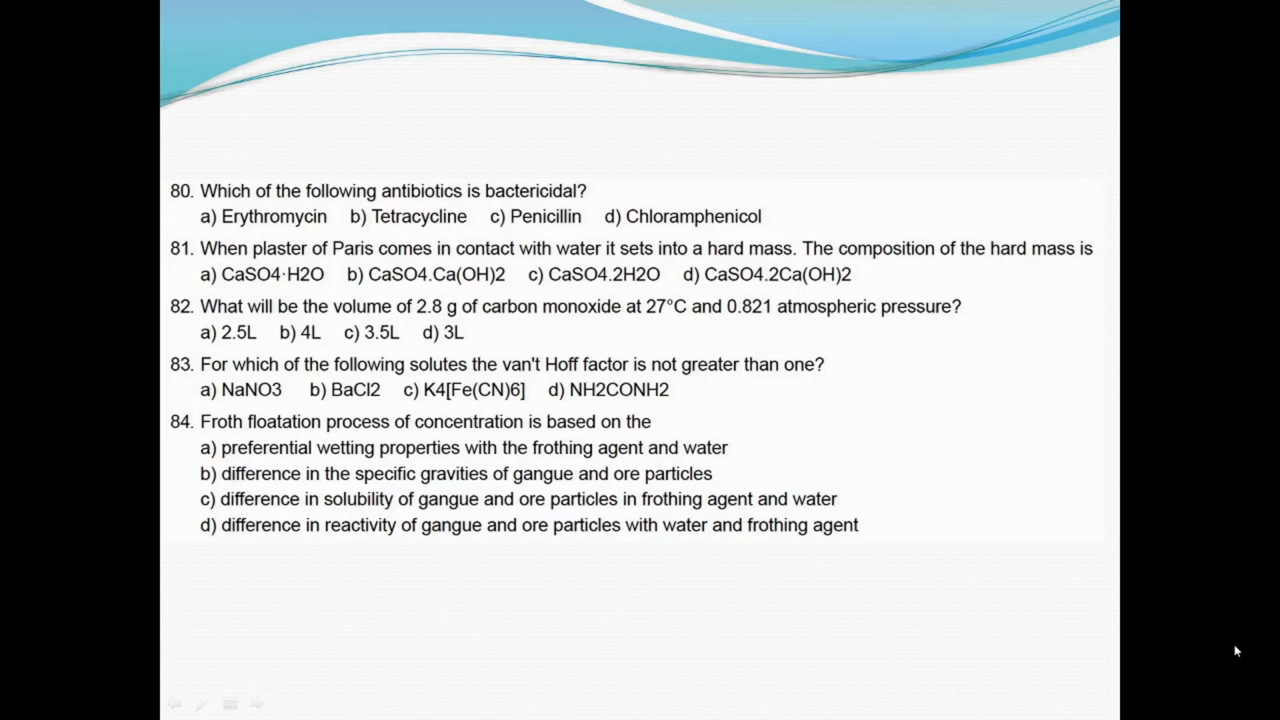 80. Which of the following antibiotics is bactericidal?
a) Erythromycin b) Tetracycline c) Penicillin d) Chloramphenicol
81. When plaster of Paris comes in contact with water it sets into a hard mass. The composition of the hard mass is
a) CaSO4·H2O b) CaSO4.Ca(OH)2 c) CaSO4.2H2O d) CaSO4.2Ca(OH)2
82. What will be the volume of 2.8 g of carbon monoxide at 27°C and 0.821 atmospheric pressure?
a) 2.5L b) 4L c) 3.5L d) 3L
83. For which of the following solutes the van't Hoff factor is not greater than one?
a) NaNO3 b) BaCl2 c) K4[Fe(CN)6] d) NH2CONH2
84. Froth floatation process of concentration is based on the
a) preferential wetting properties with the frothing agent and water
b) difference in the specific gravities of gangue and ore particles
c) difference in solubility of gangue and ore particles in frothing agent and water
d) difference in reactivity of gangue and ore particles with water and frothing agent